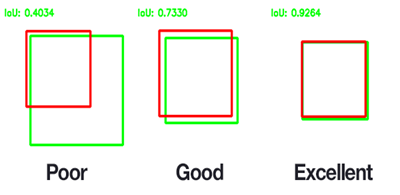 IoU: 0.4034
IoU: 0.7330
IoU: 0.9264
Poor
Good
Excellent